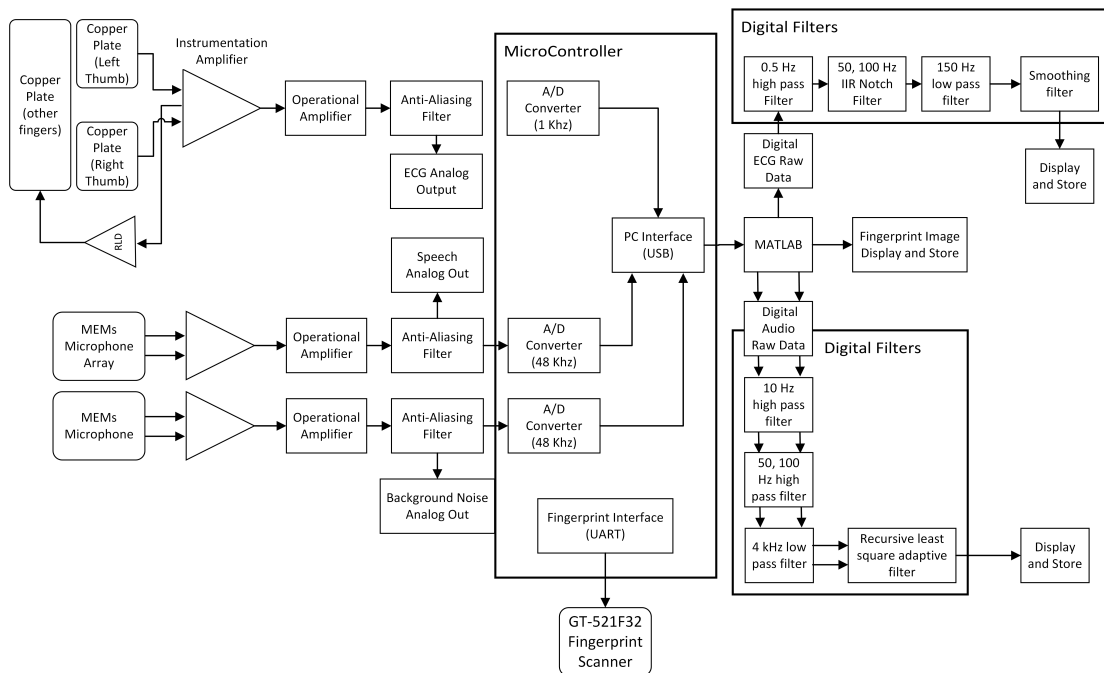 Copper
Plate
(other
fingers)
Copper
Plate
(Left
Thumb)
Copper
Plate
(Right
Thumb)
Instrumentation
Amplifier
RLD
Operational
Amplifier
Anti-Aliasing
Filter
ECG Analog
Output
Speech
Analog Out
MEMs
Microphone
Array
Operational
Amplifier
Anti-Aliasing
Filter
MEMs
Microphone
Operational
Amplifier
Anti-Aliasing
Filter
Background Noise
Analog Out
MicroController
A/D
Converter
(1 Khz)
PC Interface
(USB)
A/D
Converter
(48 Khz)
A/D
Converter
(48 Khz)
Fingerprint Interface
(UART)
GT-521F32
Fingerprint
Scanner
Digital Filters
0.5 Hz
high pass
Filter
50, 100 Hz
IIR Notch
Filter
150 Hz
low pass
filter
Smoothing
filter
Digital
ECG Raw
Data
Display
and Store
MATLAB
Fingerprint Image
Display and Store
Digital
Audio
Raw Data
Digital Filters
10 Hz
high pass
filter
50, 100
Hz high
pass filter
4 kHz low
pass filter
Recursive least
square adaptive
filter
Display
and Store